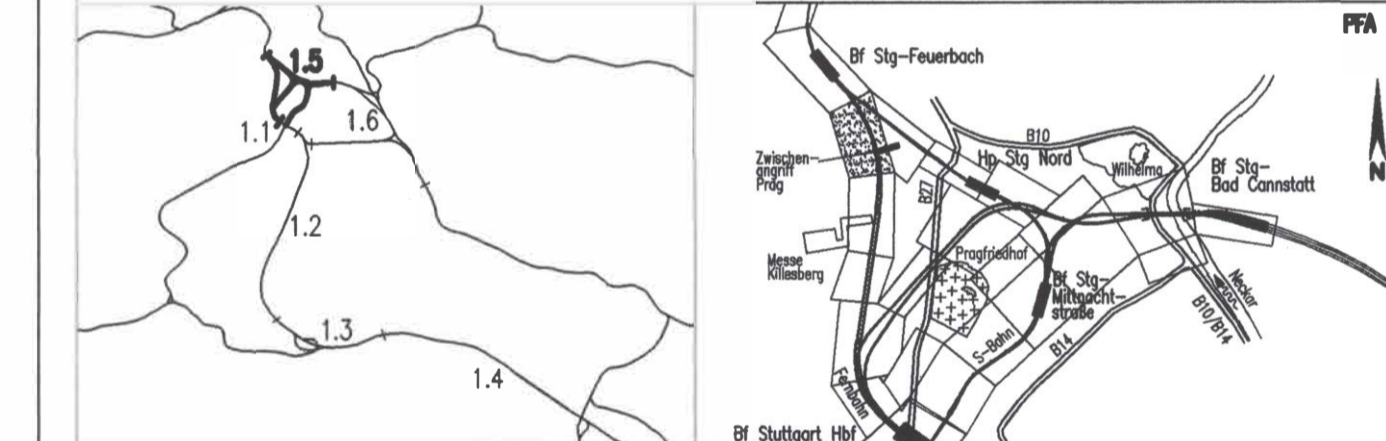 1.5
1.1
1.6
1.2
1.3
1.4
PFA
Bf Stg-Feuerbach
Zwischen-
angriff
Prag
B10
Hp Stg Nord
Wilhelma
Bf Stg-
Bad Cannstatt
N
B27
Messe
Killesberg
Pragfriedhof
Bf Stg-
Mittnacht-
straße
Neckar
B10/B14
S-Bahn
B14
Fernbahn
Bf Stuttgart Hbf